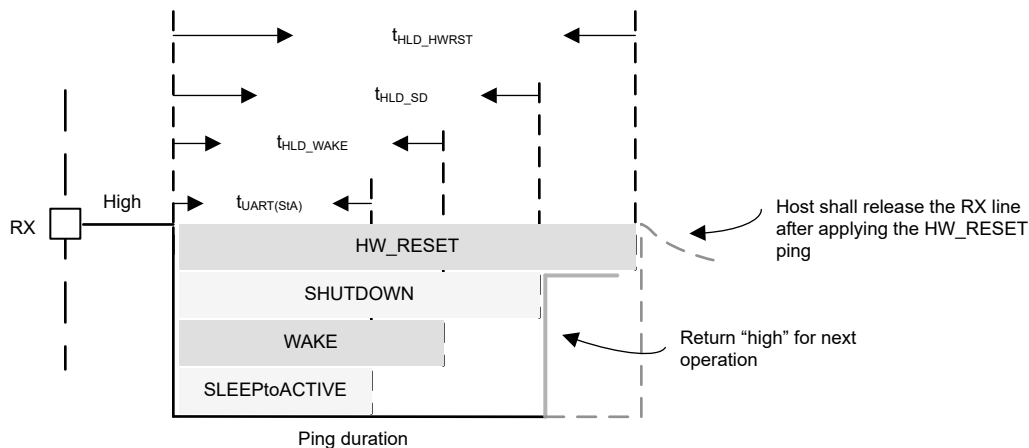 tHLD_HWRST
tHLD_SD
tHLD_WAKE
tUART(StA)
High
RX
HW_RESET
SHUTDOWN
WAKE
SLEEPtoACTIVE
Ping duration
Host shall release the RX line
after applying the HW_RESET
ping
Return “high” for next
operation